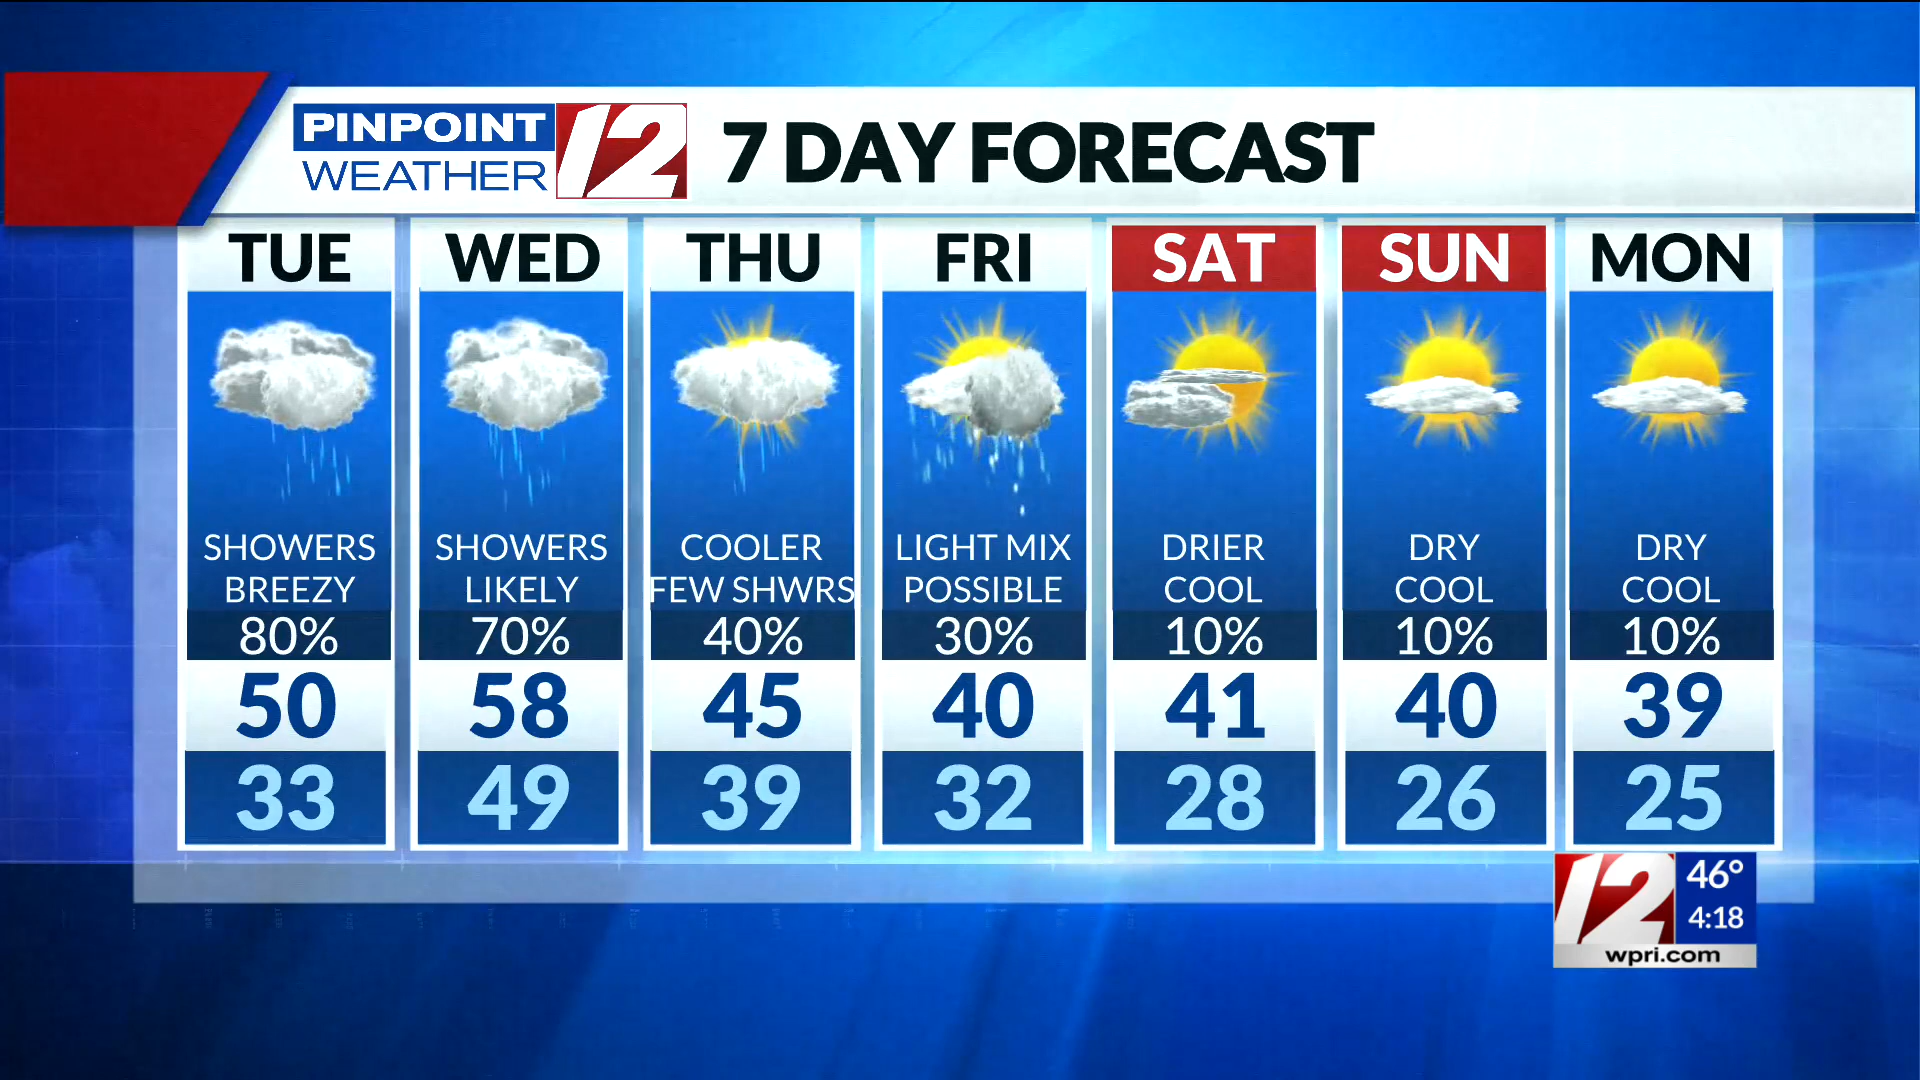 PINPOINT
WEATHER 12
7 DAY FORECAST
TUE
SHOWERS
BREEZY
80%
50
33
WED
SHOWERS
LIKELY
70%
58
49
THU
COOLER
FEW SHWRS
40%
45
39
FRI
LIGHT MIX
POSSIBLE
30%
40
32
SAT
DRIER
COOL
10%
41
28
SUN
DRY
COOL
10%
40
26
MON
DRY
COOL
10%
39
25
12
46°
4:18
wpri.com